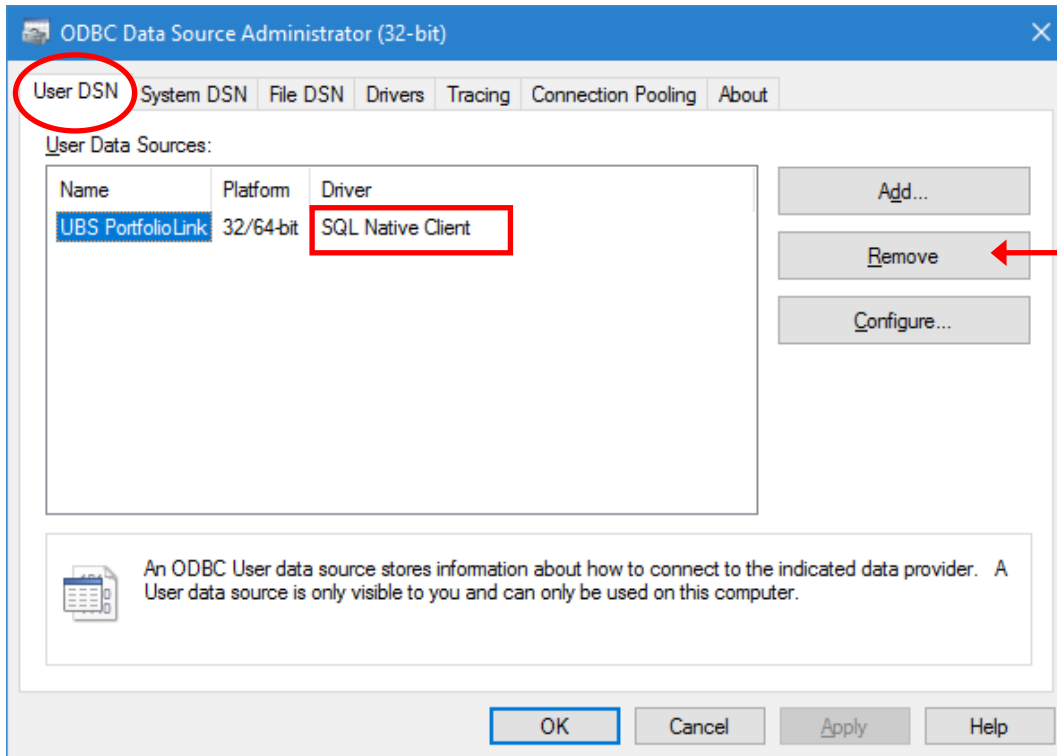 ODBC Data Source Administrator (32-bit)
User DSN System DSN File DSN Drivers Tracing Connection Pooling About
User Data Sources:
Name Platform Driver
UBS PortfolioLink 32/64-bit SQL Native Client
Add...
Remove
Configure...
An ODBC User data source stores information about how to connect to the indicated data provider. A
User data source is only visible to you and can only be used on this computer.
OK Cancel Apply Help